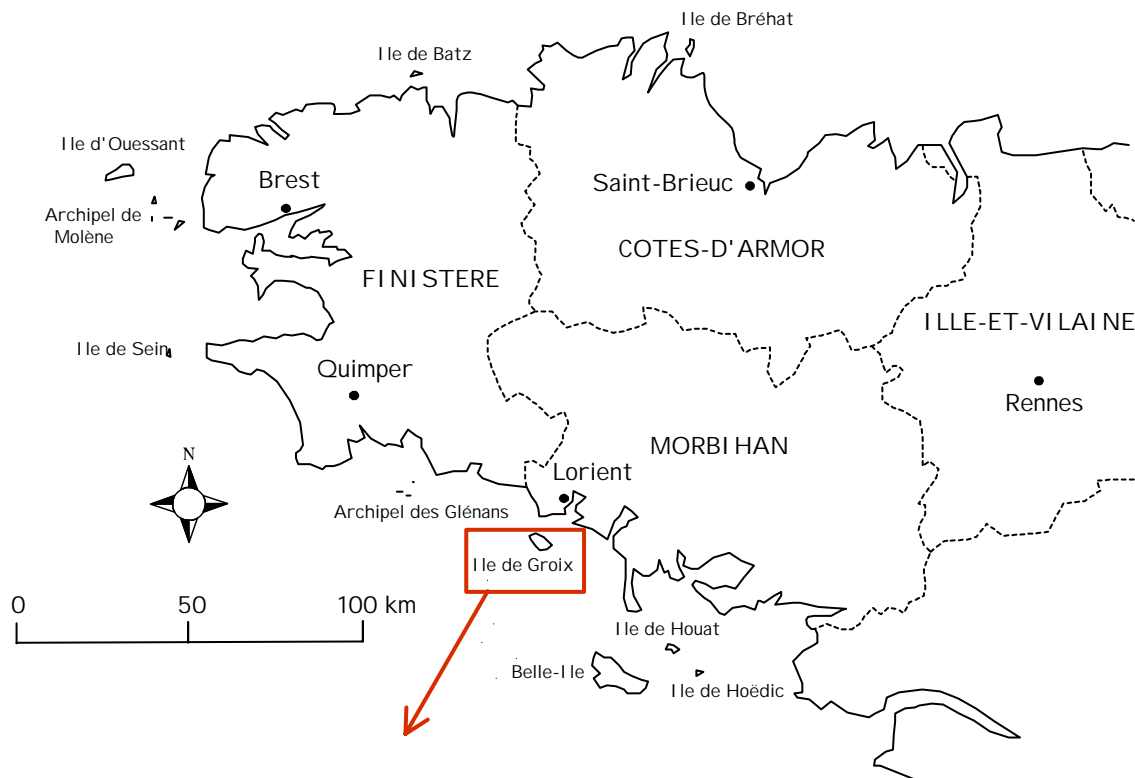 Ile de Bréhat
Ile de Batz
Ile d'Ouessant
Brest
Saint-Brieuc
Archipel de
Molène
COTES-D'ARMOR
FINISTERE
ILLE-ET-VILAINE
Ile de Sein
Quimper
Rennes
MORBIHAN
N
Lorient
Archipel des Glénans
Ile de Groix
0 50 100 km
Ile de Houat
Belle-Ile
Ile de Hoëdic